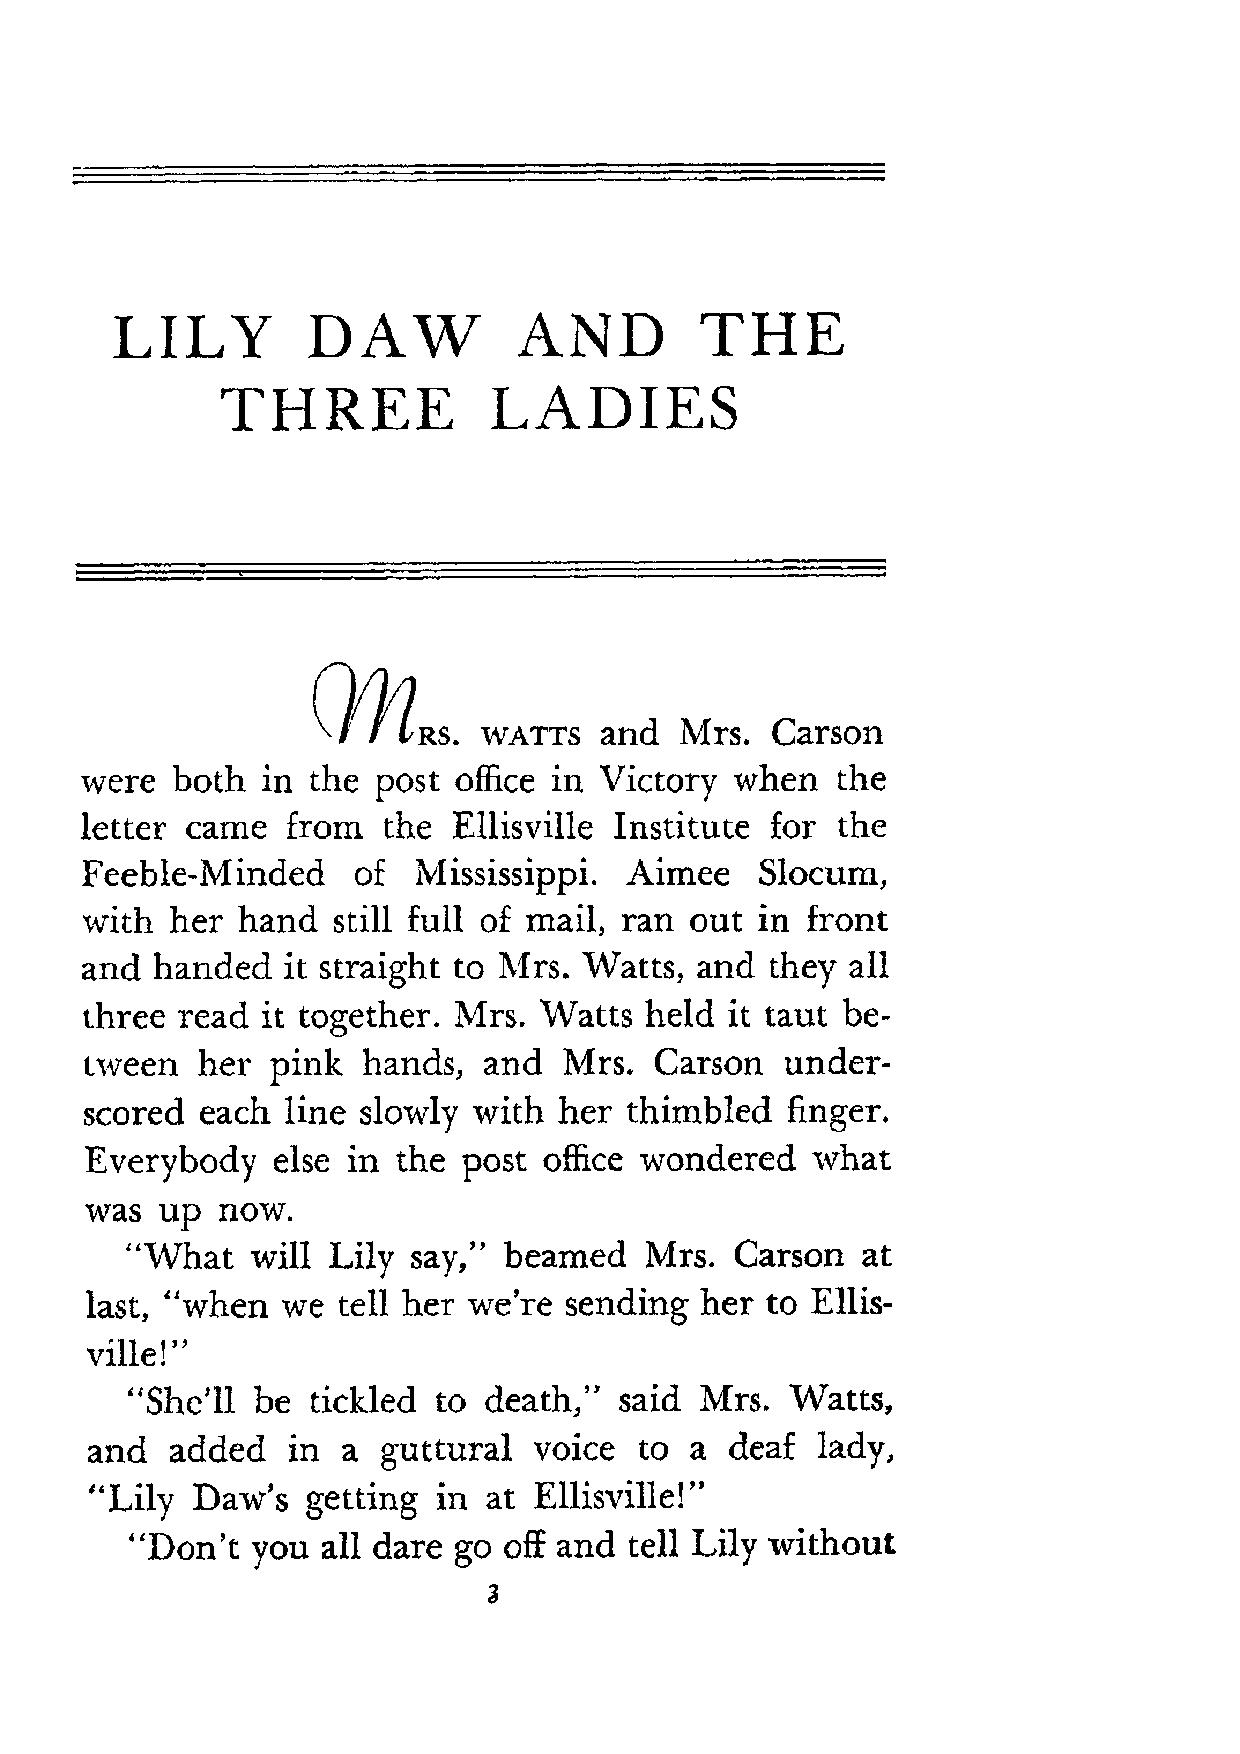 LILY DAW AND THE
THREE LADIES
MRS. WATTS and Mrs. Carson
were both in the post office in Victory when the
letter came from the Ellisville Institute for the
Feeble-Minded of Mississippi. Aimee Slocum,
with her hand still full of mail, ran out in front
and handed it straight to Mrs. Watts, and they all
three read it together. Mrs. Watts held it taut be-
tween her pink hands, and Mrs. Carson under-
scored each line slowly with her thimbled finger.
Everybody else in the post office wondered what
was up now.
"What will Lily say," beamed Mrs. Carson at
last, "when we tell her we're sending her to Ellis-
ville!"
"She'll be tickled to death," said Mrs. Watts,
and added in a guttural voice to a deaf lady,
"Lily Daw's getting in at Ellisville!"
"Don't you all dare go off and tell Lily without
3